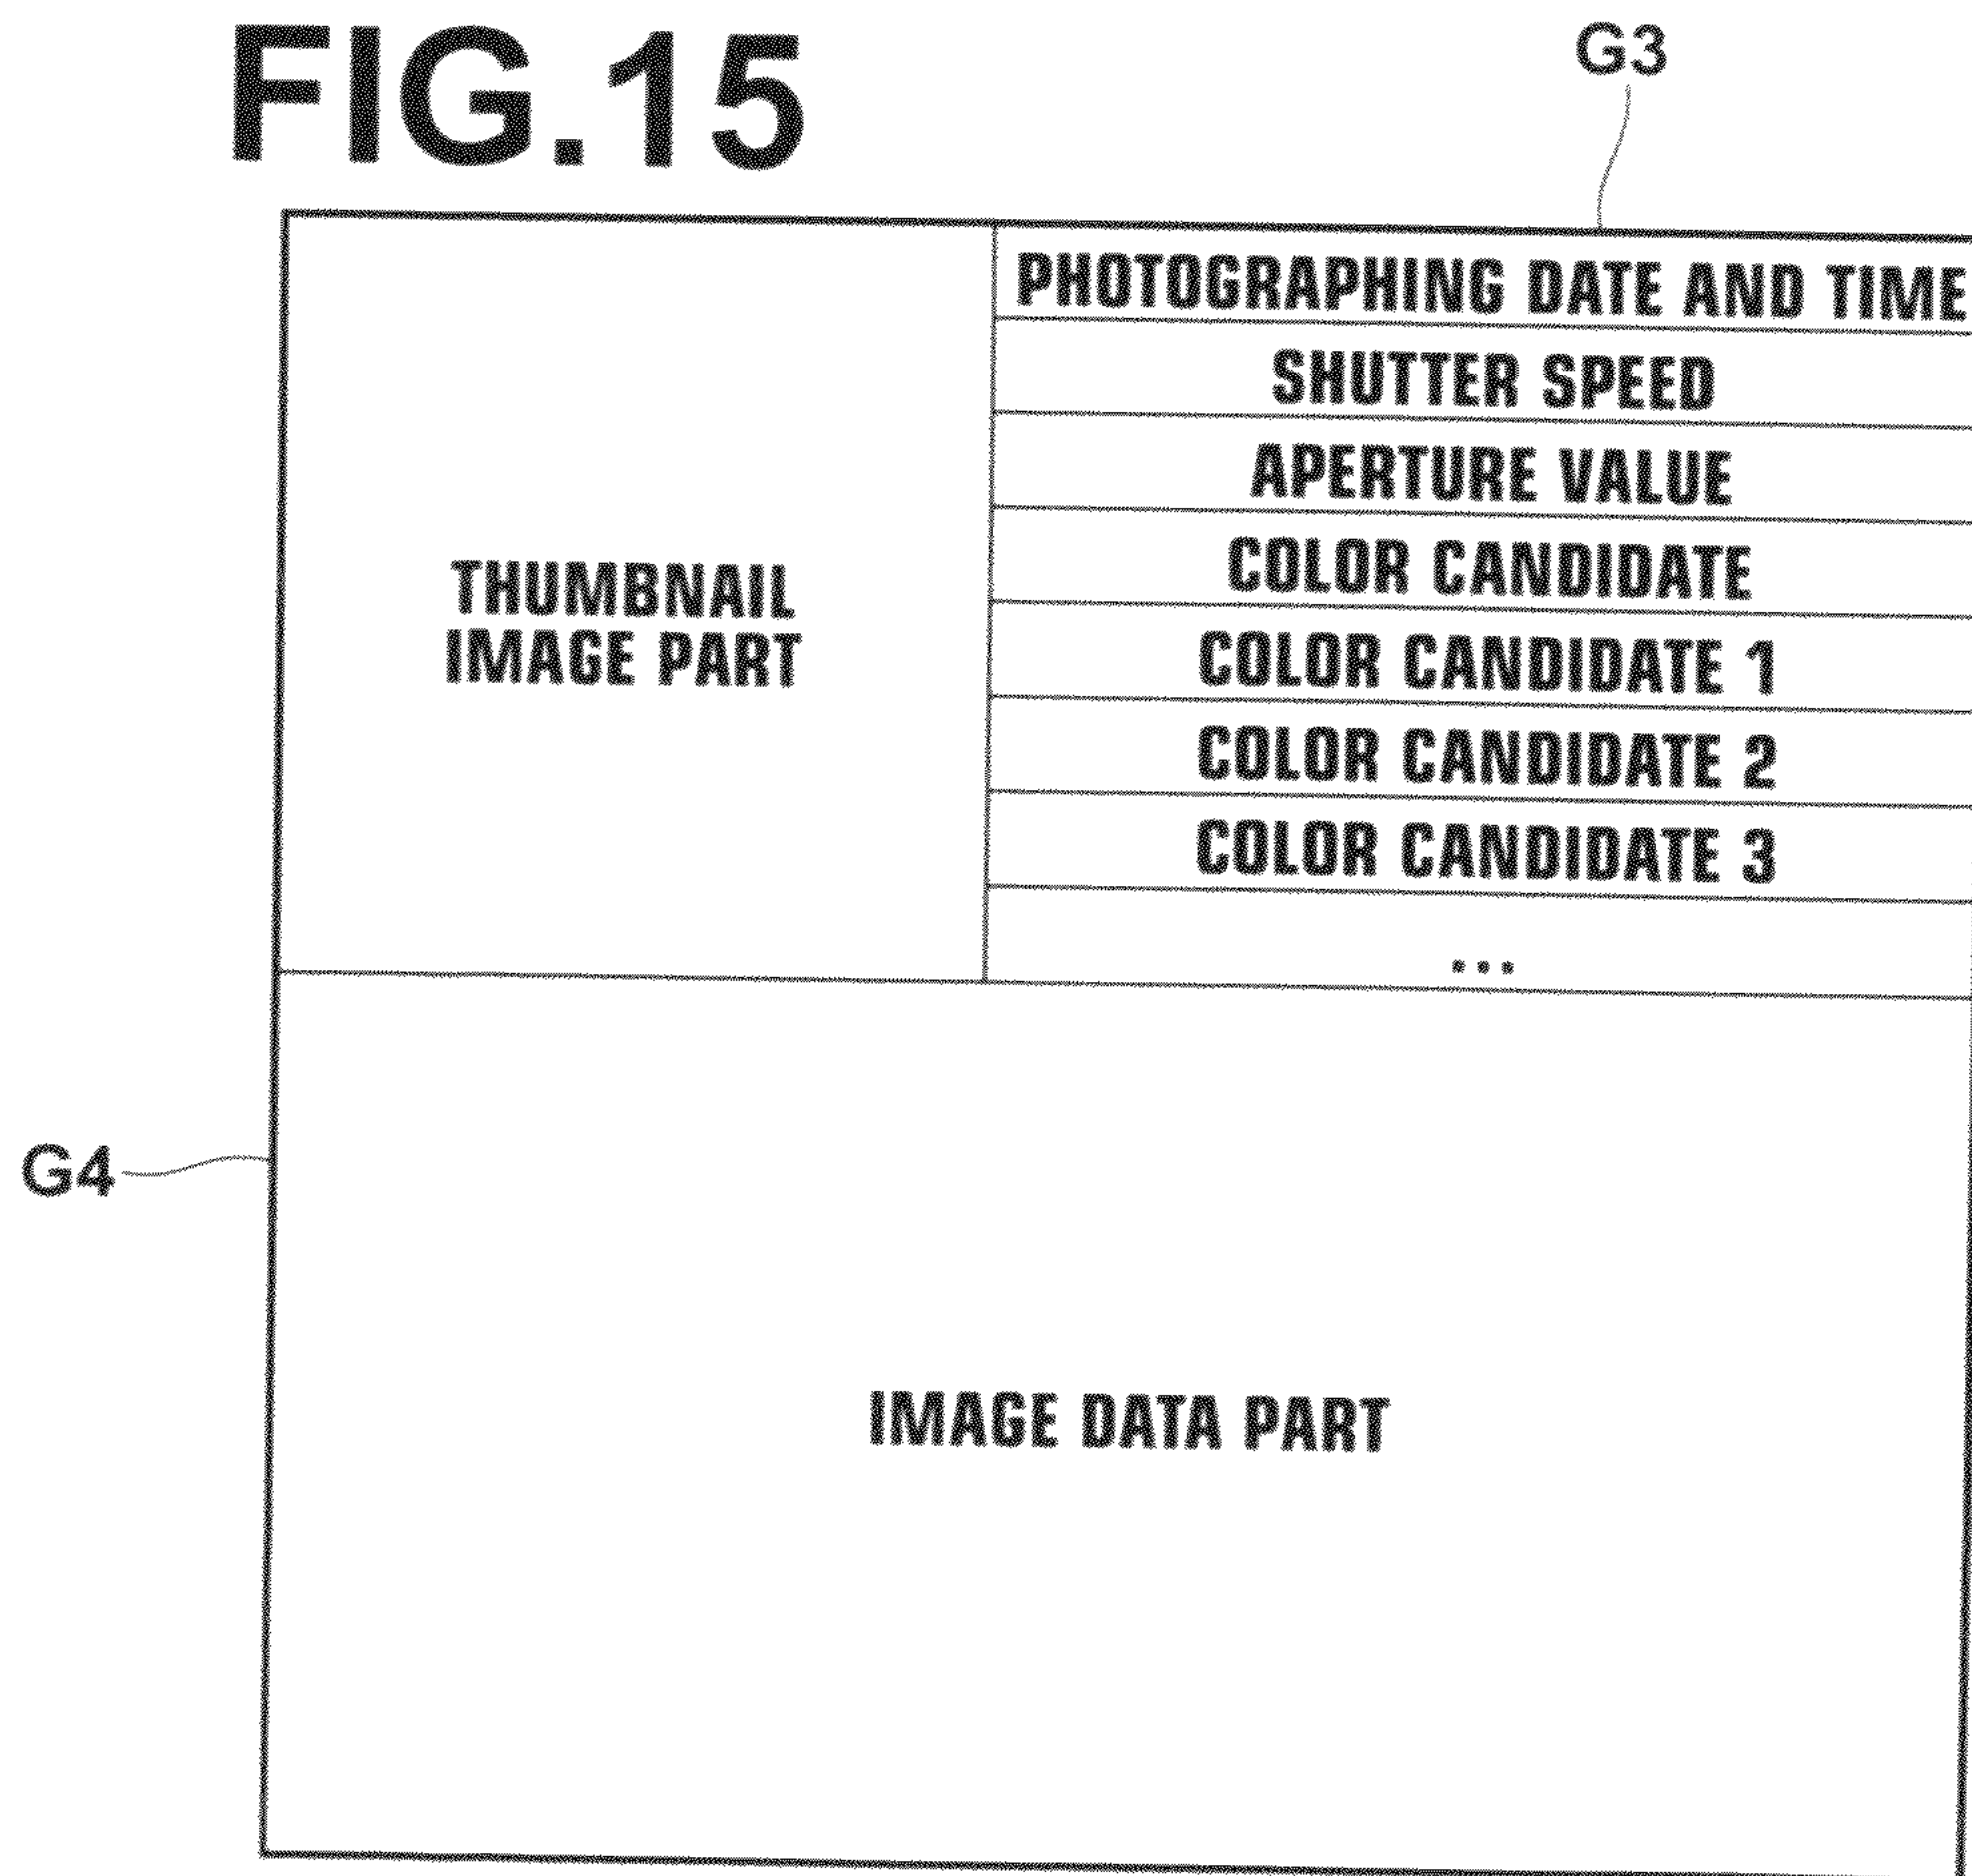 FIG.15
G3
PHOTOGRAPHING DATE AND TIME
SHUTTER SPEED
APERTURE VALUE
COLOR CANDIDATE
COLOR CANDIDATE 1
COLOR CANDIDATE 2
COLOR CANDIDATE 3
...
THUMBNAIL
IMAGE PART
G4
IMAGE DATA PART